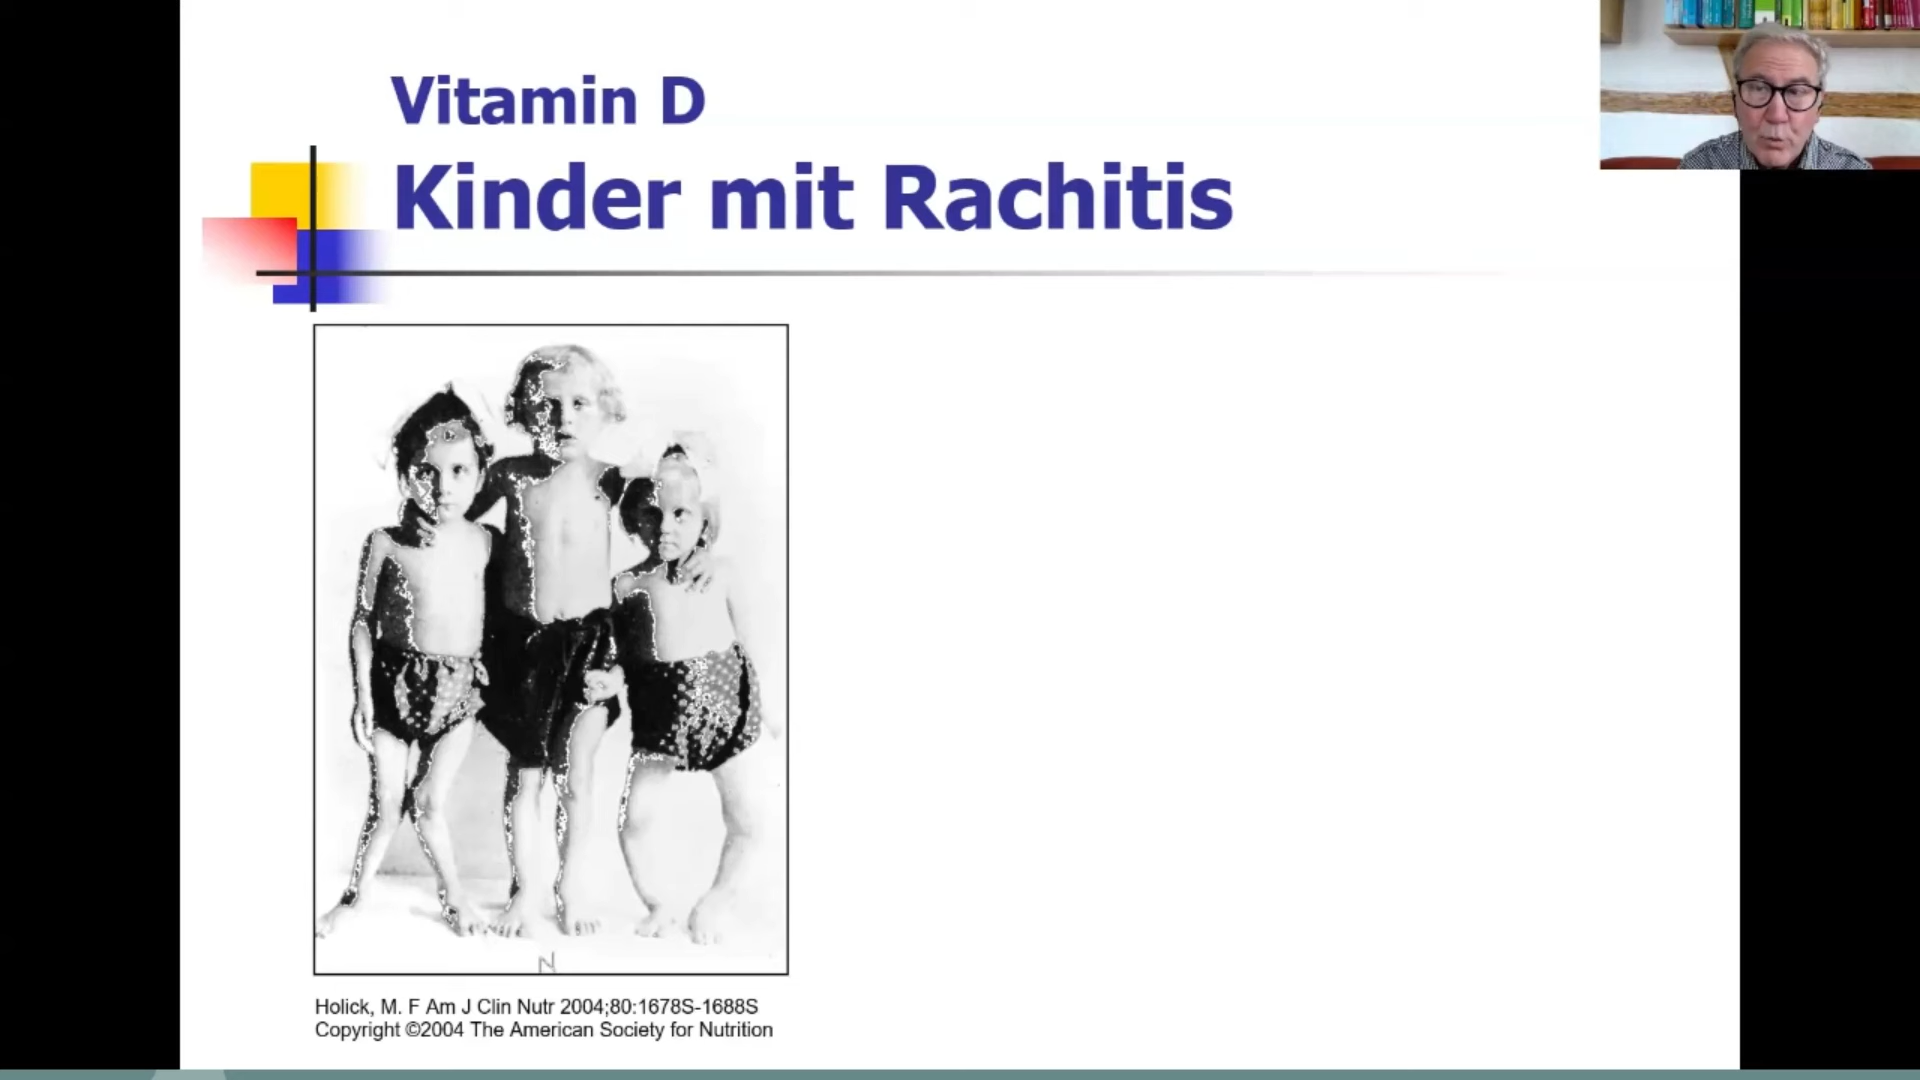 Vitamin D
Kinder mit Rachitis
N
Holick, M. F Am J Clin Nutr 2004;80:1678S-1688S
Copyright ©2004 The American Society for Nutrition